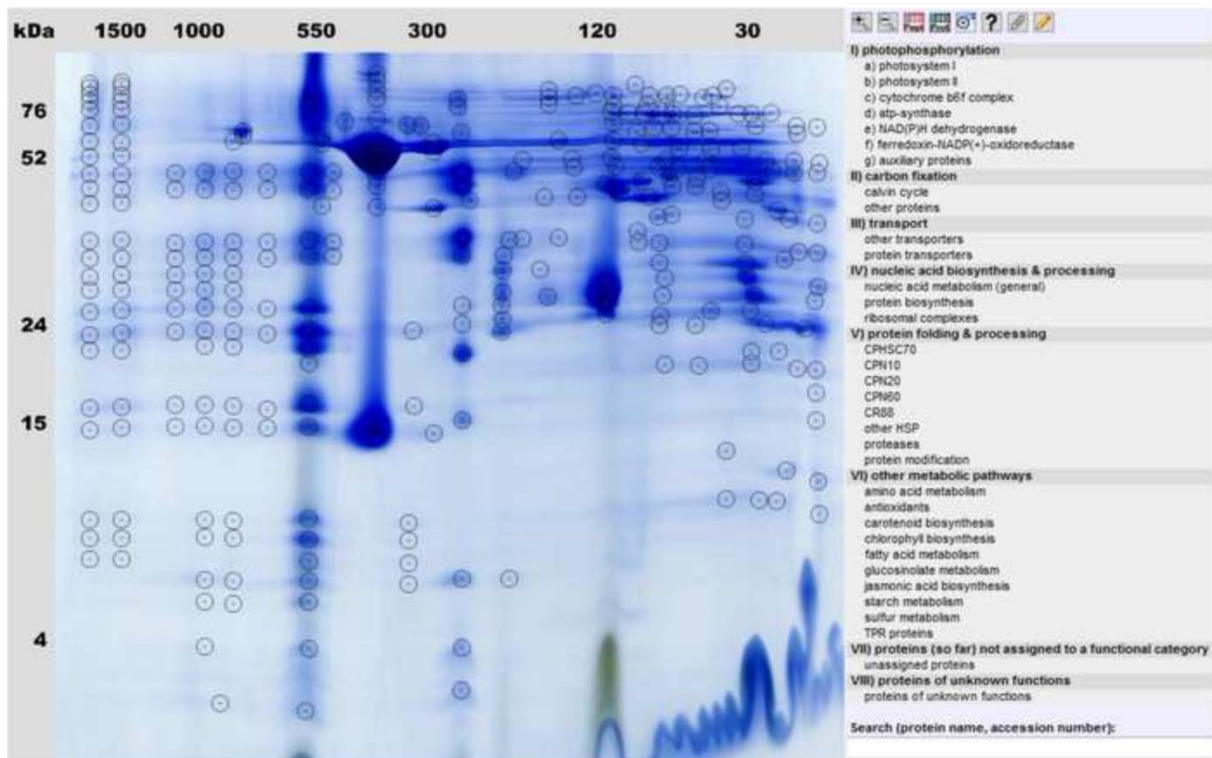 kDa 1500 1000 550 300 120 30
76
52
24
15
4
?
I) photophosphorylation
a) photosystem I
b) photosystem II
c) cytochrome b6f complex
d) atp-synthase
e) NAD(P)H dehydrogenase
f) ferredoxin-NADP(+)-oxidoreductase
g) auxiliary proteins
II) carbon fixation
calvin cycle
other proteins
III) transport
other transporters
protein transporters
IV) nucleic acid biosynthesis & processing
nucleic acid metabolism (general)
protein biosynthesis
ribosomal complexes
V) protein folding & processing
CPHSC70
CPN10
CPN20
CPN60
CR88
other HSP
proteases
protein modification
VI) other metabolic pathways
amino acid metabolism
antioxidants
carotenoid biosynthesis
chlorophyll biosynthesis
fatty acid metabolism
glucosinolate metabolism
jasmonic acid biosynthesis
starch metabolism
sulfur metabolism
TPR proteins
VII) proteins (so far) not assigned to a functional category
unassigned proteins
VIII) proteins of unknown functions
proteins of unknown functions
Search (protein name, accession number):